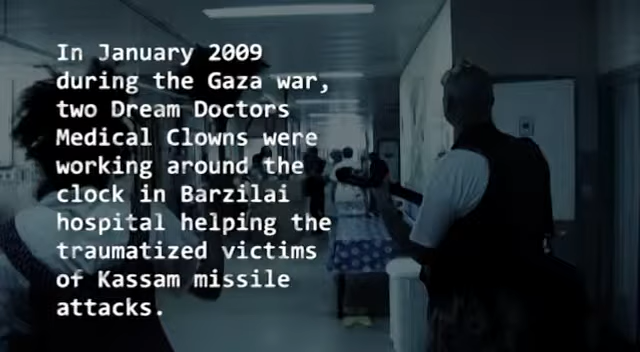 In January 2009
during the Gaza war,
two Dream Doctors
Medical Clowns were
working around the
clock in Barzilai
hospital helping the
traumatized victims
of Kassam missile
attacks.